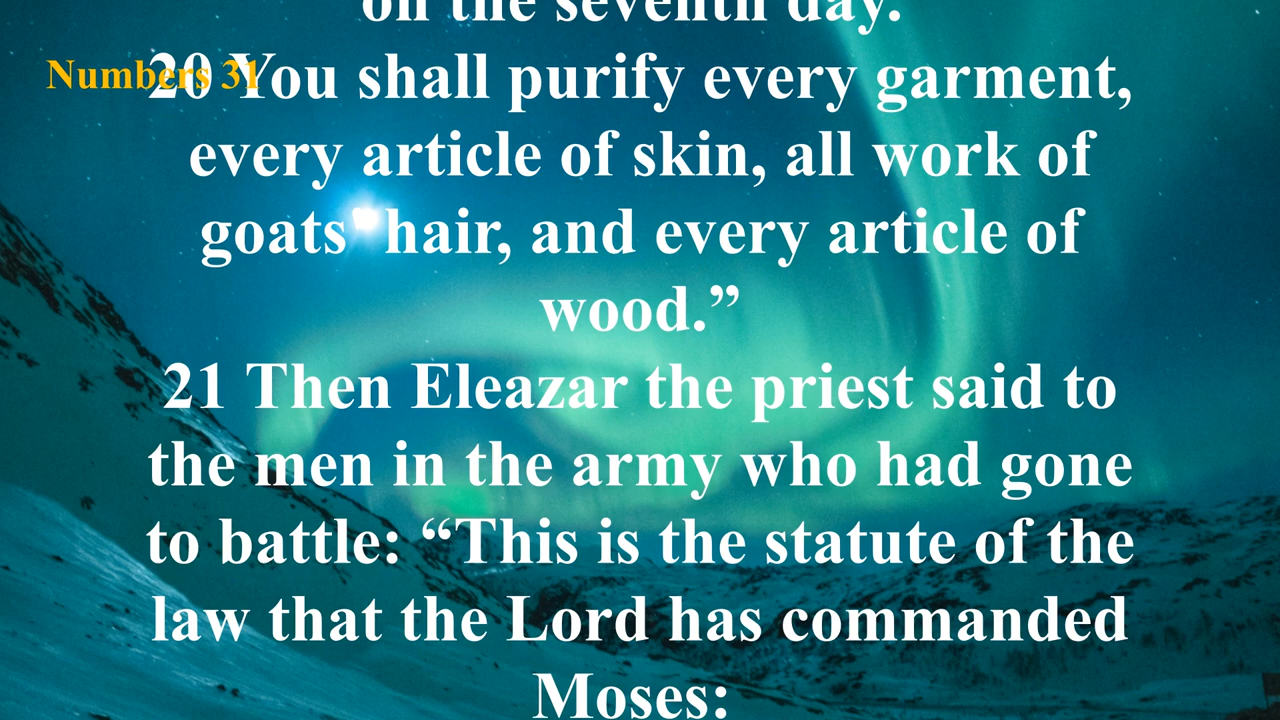 on the seventh day.
Numbers 31
20 You shall purify every garment,
every article of skin, all work of
goats’ hair, and every article of
wood.”
21 Then Eleazar the priest said to
the men in the army who had gone
to battle: “This is the statute of the
law that the Lord has commanded
Moses: